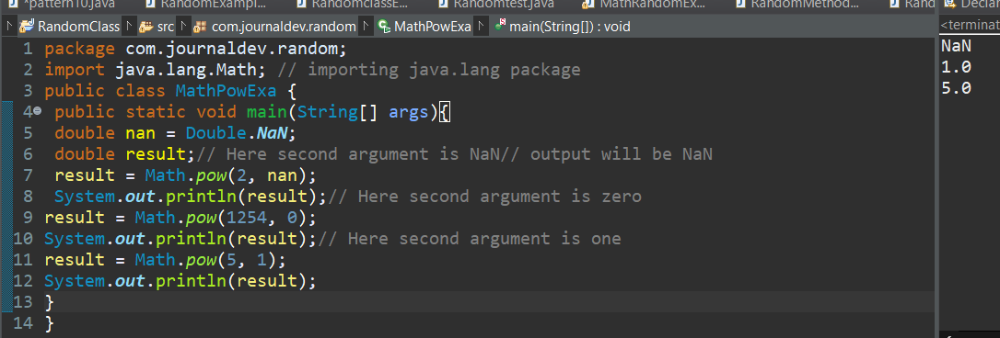 *pattern10.java RandomExampl... RandomclassE... Randomtest.java MathRandomEx... RandomMethod... Rand Declar
RandomClass src com.journaldev.random MathPowExa main(String[]) : void <terminat
1 package com.journaldev.random;
2 import java.lang.Math; // importing java.lang package
3 public class MathPowExa {
4 public static void main(String[] args){
5 double nan = Double.NaN;
6 double result;// Here second argument is NaN// output will be NaN
7 result = Math.pow(2, nan);
8 System.out.println(result);// Here second argument is zero
9 result = Math.pow(1254, 0);
10 System.out.println(result);// Here second argument is one
11 result = Math.pow(5, 1);
12 System.out.println(result);
13 }
14 }
NaN
1.0
5.0